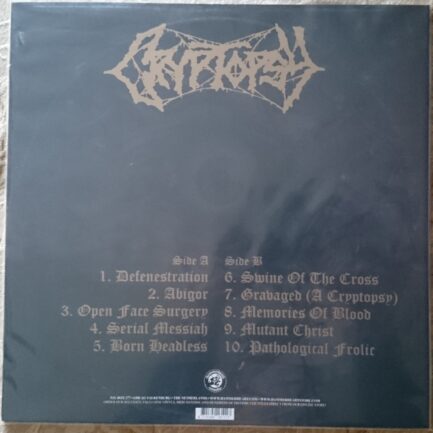 Cryptopsy
Side A
1. Defenestration
2. Abigor
3. Open Face Surgery
4. Serial Messiah
5. Born Headless
Side B
6. Swine Of The Cross
7. Gravaged (A Cryptopsy)
8. Memories Of Blood
9. Mutant Christ
10. Pathological Frolic